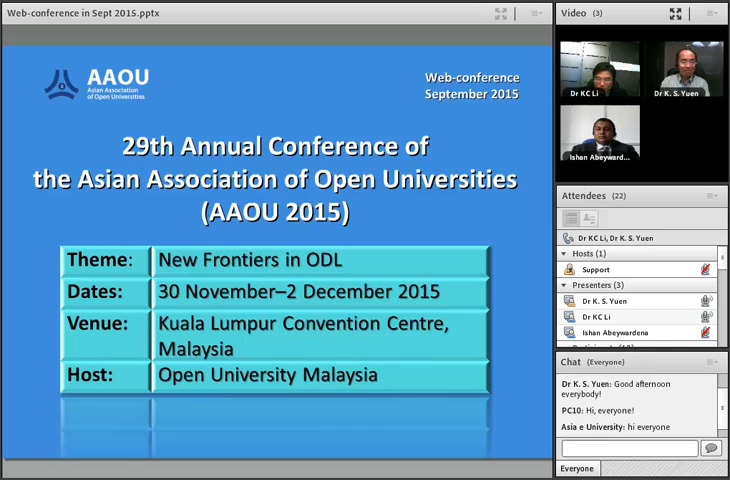 Web-conference in Sept 2015.pptx
AAOU
Asian Association
of Open Universities
Web-conference
September 2015
29th Annual Conference of
the Asian Association of Open Universities
(AAOU 2015)
Theme: New Frontiers in ODL
Dates: 30 November–2 December 2015
Venue: Kuala Lumpur Convention Centre,
Malaysia
Host: Open University Malaysia
Video (3)
Dr KC Li
Dr K. S. Yuen
Ishan Abeyward...
Attendees (22)
Dr KC Li, Dr K. S. Yuen
Hosts (1)
Support
Presenters (3)
Dr K. S. Yuen
Dr KC Li
Ishan Abeywardena
Chat (Everyone)
Dr K. S. Yuen: Good afternoon
everybody!
PC10: Hi, everyone!
Asia e University: hi everyone
Everyone